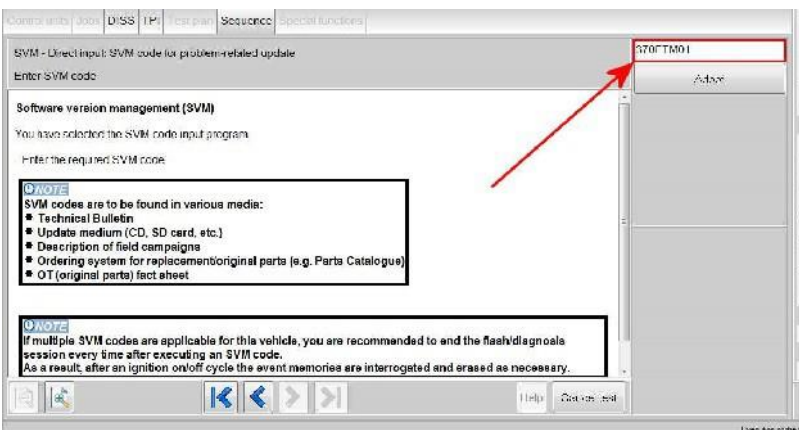 Control units Jobs DISS TPI Test plan Sequence Special functions
SVM - Direct input: SVM code for problem-related update
370FTM01
Enter SVM code
Software version management (SVM)
You have selected the SVM code input program
Enter the required SVM code
NOTE
SVM codes are to be found in various media:
Technical Bulletin
Update medium (CD, SD card, etc.)
Description of field campaigns
Ordering system for replacement/original parts (e.g. Parts Catalogue)
OT (original parts) fact sheet
NOTE
If multiple SVM codes are applicable for this vehicle, you are recommended to end the flash/diagnosis
session every time after executing an SVM code.
As a result, after an ignition on/off cycle the event memories are interrogated and erased as necessary.
Help Cancel test